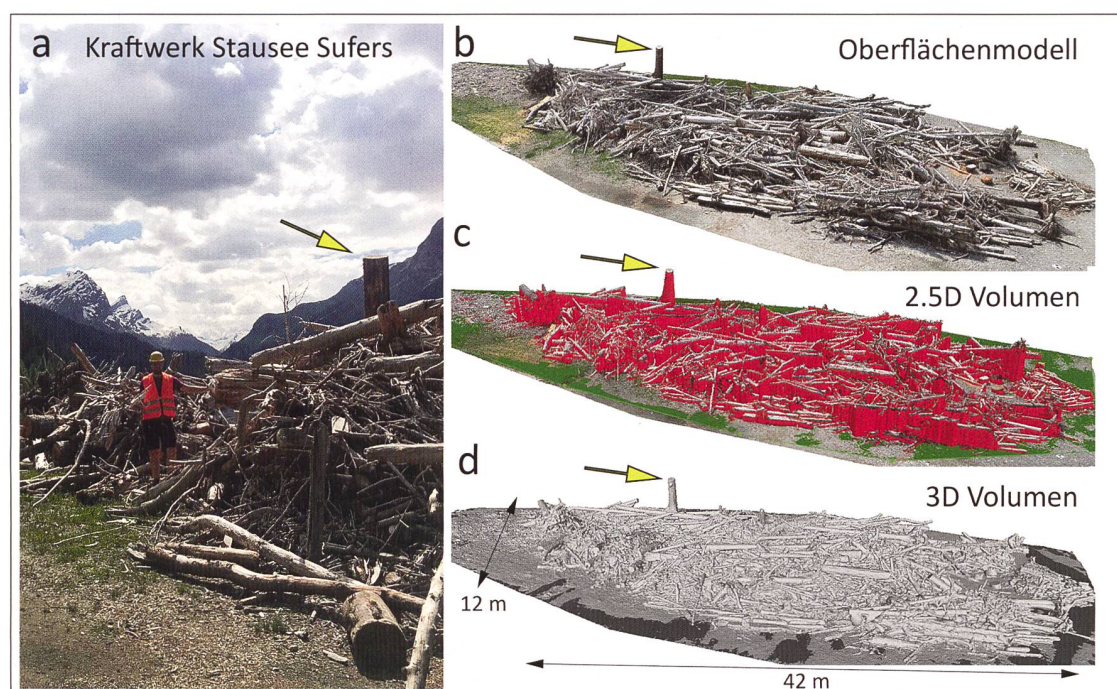 a Kraftwerk Stausee Sufers
b Oberflächenmodell
c 2.5D Volumen
d 3D Volumen
12 m
42 m